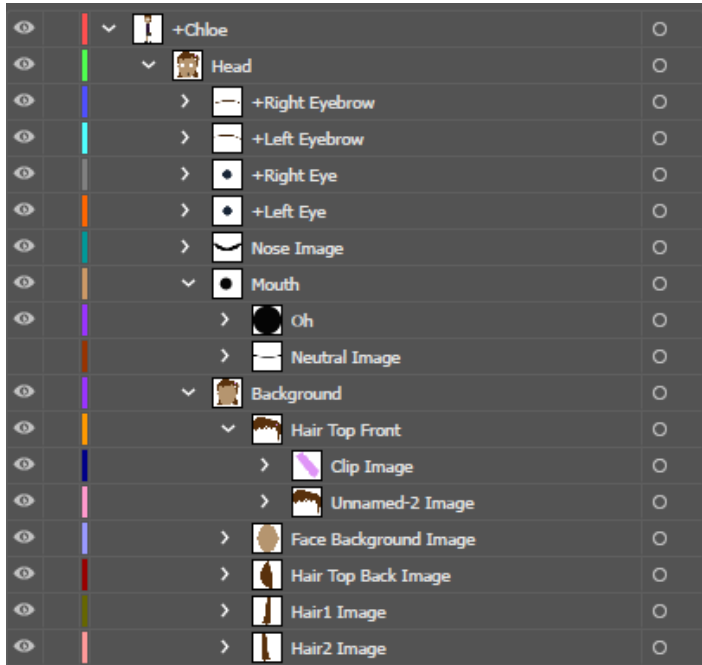 +Chloe
Head
+Right Eyebrow
+Left Eyebrow
+Right Eye
+Left Eye
Nose Image
Mouth
Oh
Neutral Image
Background
Hair Top Front
Clip Image
Unnamed-2 Image
Face Background Image
Hair Top Back Image
Hair1 Image
Hair2 Image